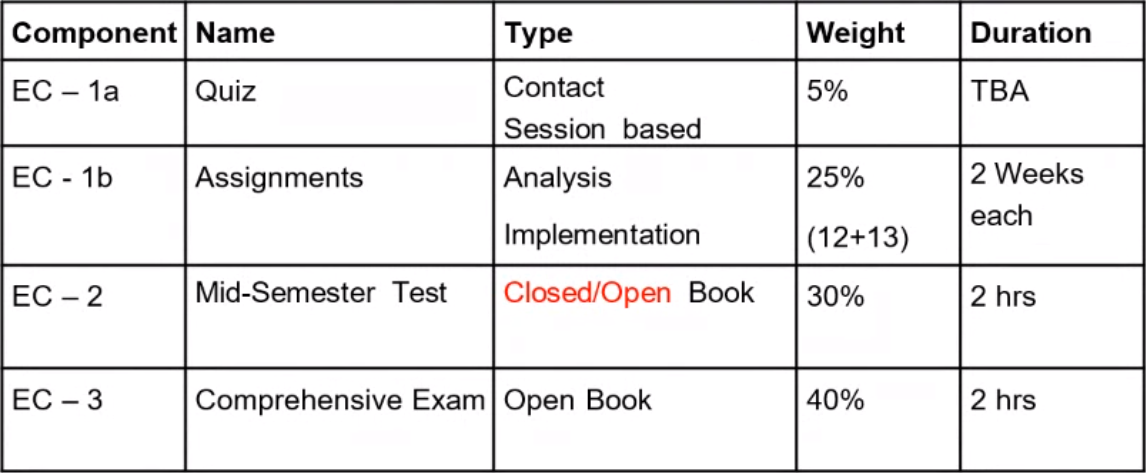 Component Name Type Weight Duration
EC – 1a Quiz Contact Session based 5% TBA
EC - 1b Assignments Analysis Implementation 25% (12+13) 2 Weeks each
EC – 2 Mid-Semester Test Closed/Open Book 30% 2 hrs
EC – 3 Comprehensive Exam Open Book 40% 2 hrs